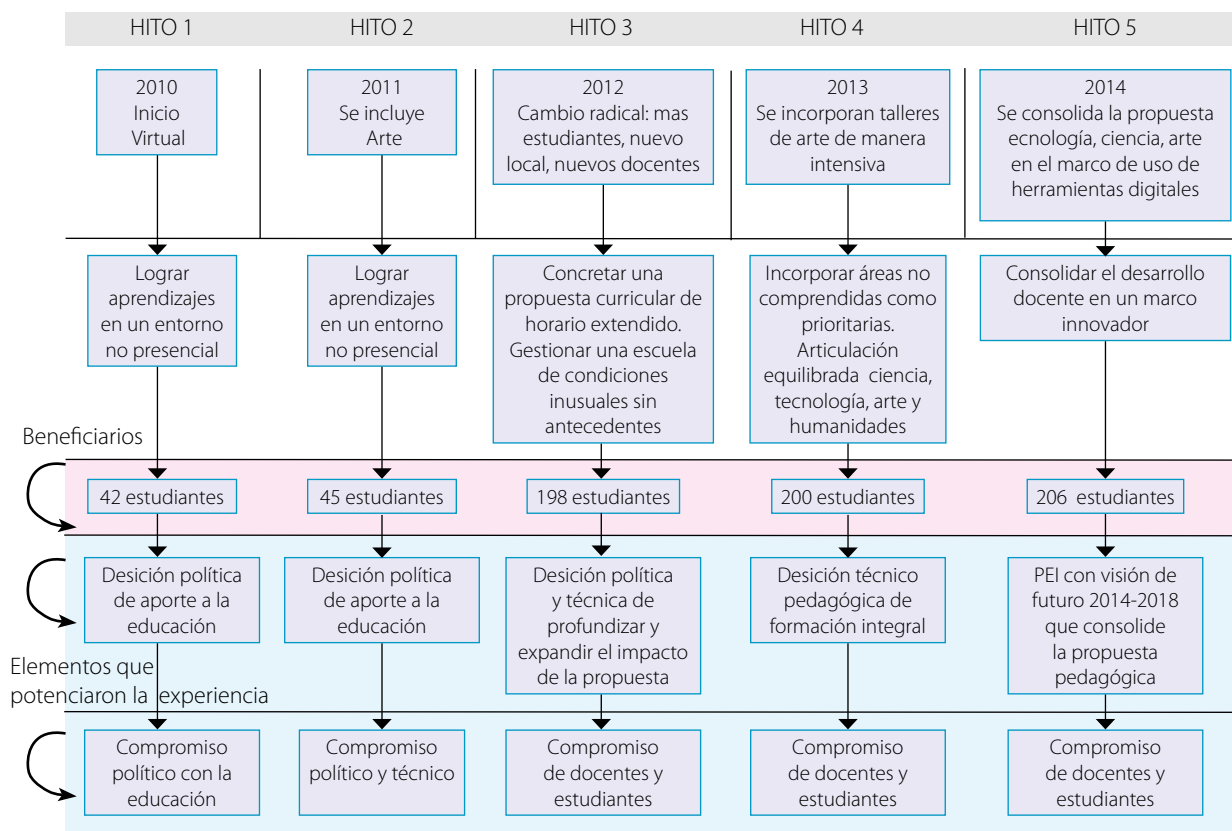 HITO 1
HITO 2
HITO 3
HITO 4
HITO 5
2010
Inicio
Virtual
2011
Se incluye
Arte
2012
Cambio radical: mas
estudiantes, nuevo
local, nuevos docentes
2013
Se incorporan talleres
de arte de manera
intensiva
2014
Se consolida la propuesta
ecnología, ciencia, arte
en el marco de uso de
herramientas digitales
Lograr
aprendizajes
en un entorno
no presencial
Lograr
aprendizajes
en un entorno
no presencial
Concretar una
propuesta curricular de
horario extendido.
Gestionar una escuela
de condiciones
inusuales sin
antecedentes
Incorporar áreas no
comprendidas como
prioritarias.
Articulación
equilibrada ciencia,
tecnología, arte y
humanidades
Consolidar el desarrollo
docente en un marco
innovador
Beneficiarios
42 estudiantes
45 estudiantes
198 estudiantes
200 estudiantes
206 estudiantes
Desición política
de aporte a la
educación
Desición política
de aporte a la
educación
Desición política
y técnica de
profundizar y
expandir el impacto
de la propuesta
Desición técnico
pedagógica de
formación integral
PEI con visión de
futuro 2014-2018
que consolide
la propuesta
pedagógica
Elementos que
potenciaron la experiencia
Compromiso
político con la
educación
Compromiso
político y técnico
Compromiso
de docentes y
estudiantes
Compromiso
de docentes y
estudiantes
Compromiso
de docentes y
estudiantes